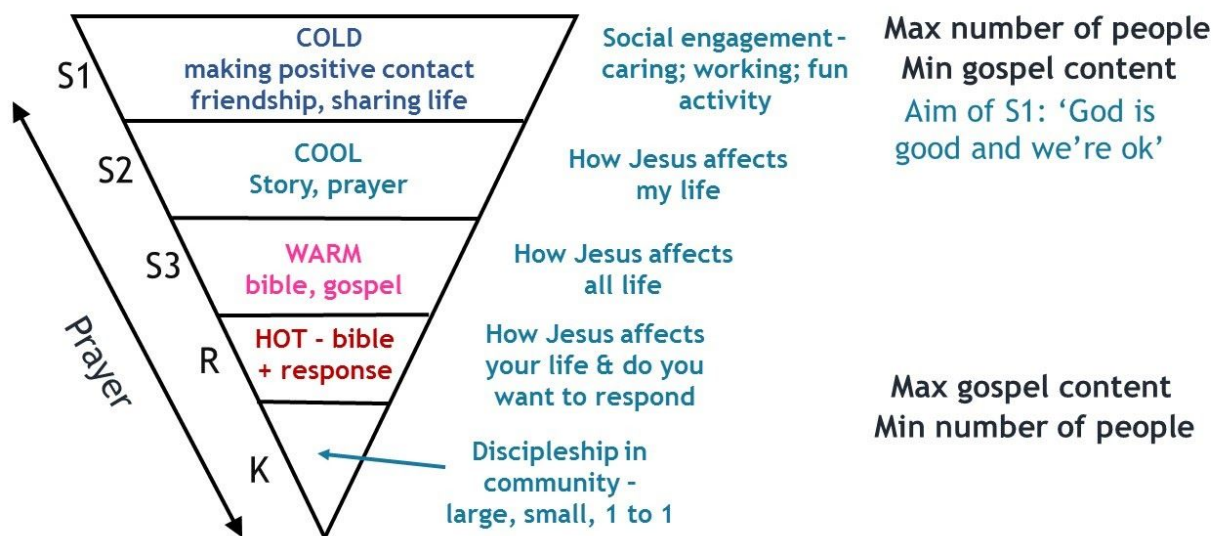 S1
COLD
making positive contact
friendship, sharing life
Social engagement -
caring; working; fun
activity
Max number of people
Min gospel content
Aim of S1: ‘God is
good and we’re ok’
S2
COOL
Story, prayer
How Jesus affects
my life
S3
WARM
bible, gospel
How Jesus affects
all life
Prayer
R
HOT - bible
+ response
How Jesus affects
your life & do you
want to respond
Max gospel content
Min number of people
K
Discipleship in
community -
large, small, 1 to 1